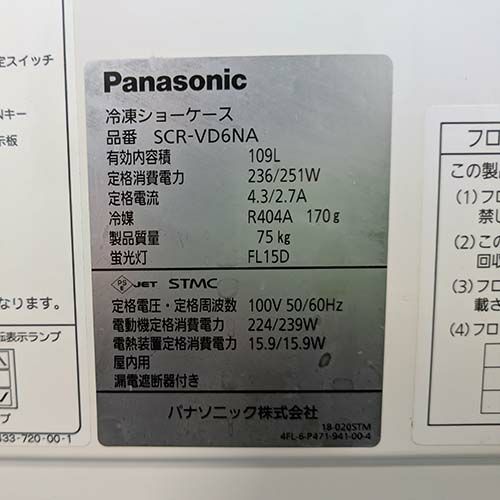 Panasonic
冷凍ショーケース
品番 SCR-VD6NA
有効内容積 109L
定格消費電力 236/251W
定格電流 4.3/2.7A
冷媒 R404A 170g
製品質量 75kg
蛍光灯 FL15D
PS E JET STMC
定格電圧・定格周波数 100V 50/60Hz
電動機定格消費電力 224/239W
電熱装置定格消費電力 15.9/15.9W
屋内用
漏電遮断器付き
パナソニック株式会社
18-020STM
4FL-6-P471-941-00-4
定スイッチ
Nキー
示板
なります。
転表示ランプ
プ
433-720-00-1
フロ
この製品
(1)フロ
禁し
(2)この
回収
(3)フロ
載さ
(4)フロ